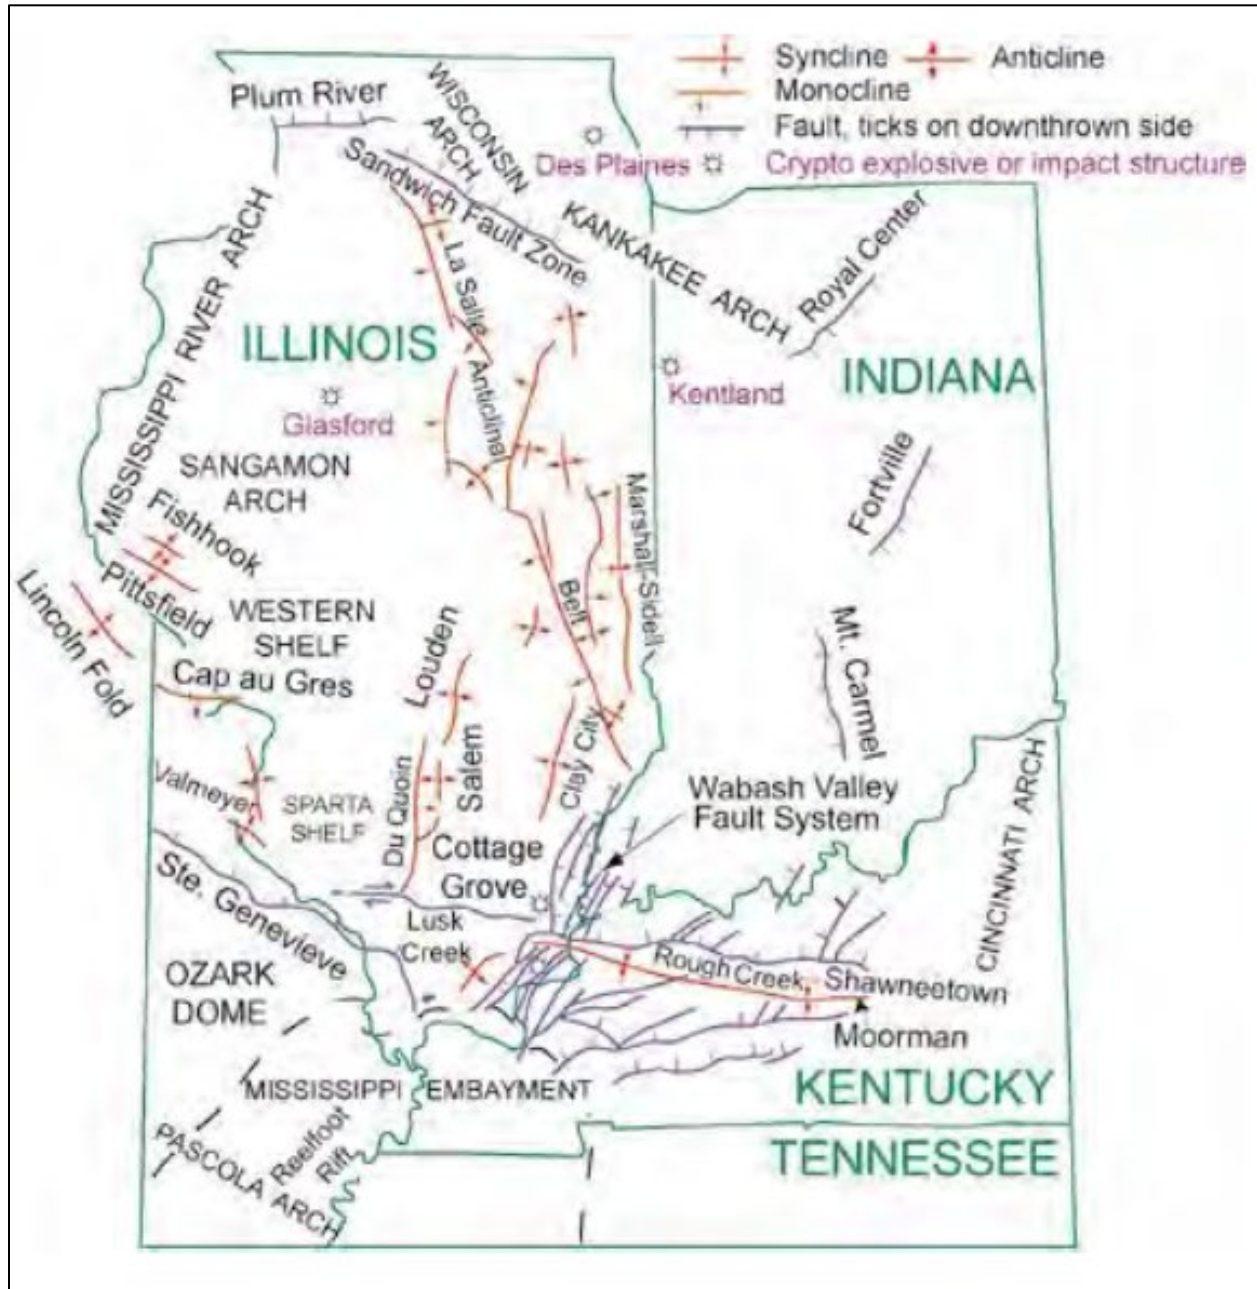 Syncline
Anticline
Monocline
Fault, ticks on downthrown side
Crypto explosive or impact structure
Plum River
WISCONSIN
ARCH
Des Plaines
Sandwich Fault Zone
KANKAKEE ARCH
Royal Center
MISSISSIPPI RIVER ARCH
La Salle
Anticlinal
Belt
ILLINOIS
INDIANA
Kentland
Glasford
SANGAMON
ARCH
Fortville
Marshall-Sidell
Fishhook
Pittsfield
Lincoln Fold
WESTERN
SHELF
Cap au Gres
Louden
Mt. Carmel
Salem
Clay City
Valmeyer
SPARTA
SHELF
Du Quoin
Wabash Valley
Fault System
CINCINNATI ARCH
Cottage
Grove
Ste. Genevieve
Lusk
Creek
Rough Creek, Shawneetown
OZARK
DOME
Moorman
MISSISSIPPI EMBAYMENT
KENTUCKY
Reelfoot
Rift
PASCOLA ARCH
TENNESSEE